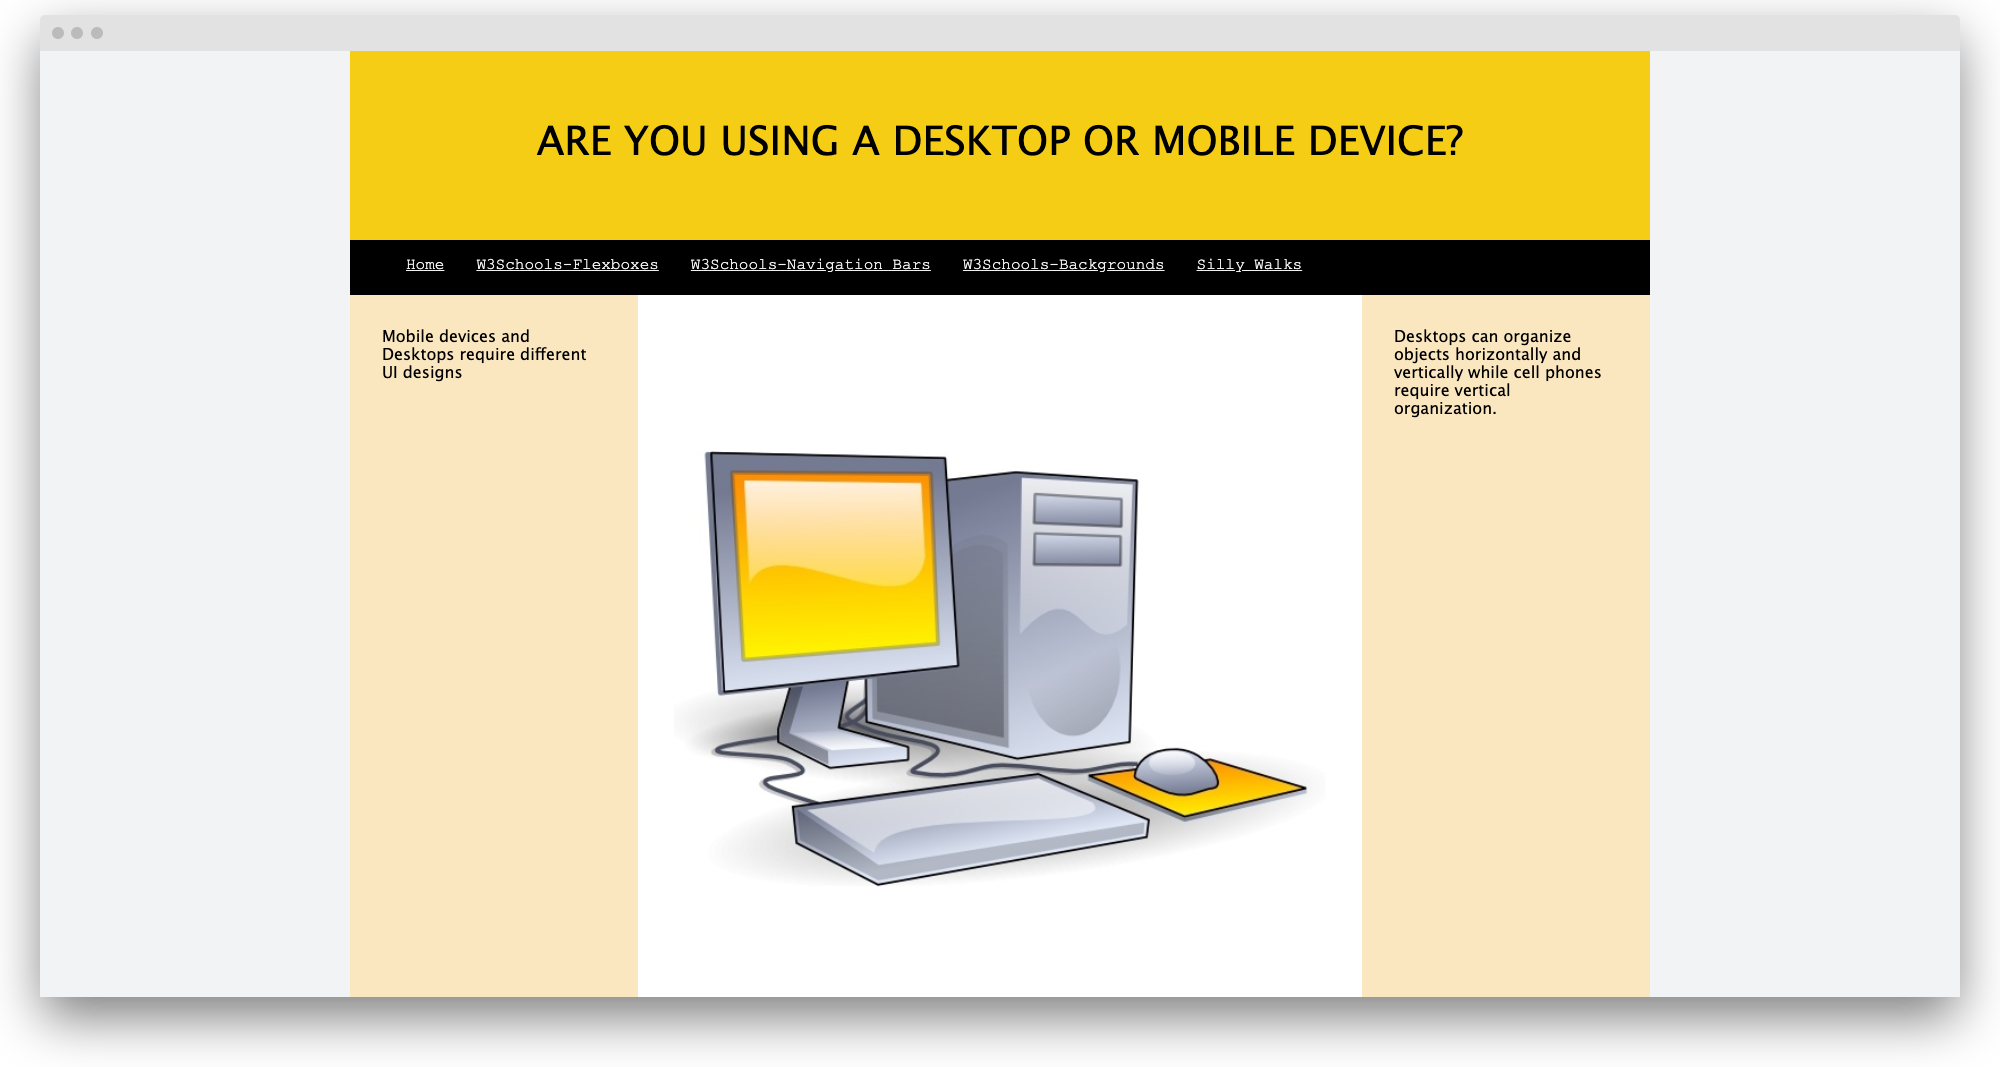 ARE YOU USING A DESKTOP OR MOBILE DEVICE?
Home W3Schools-Flexboxes W3Schools-Navigation Bars W3Schools-Backgrounds Silly Walks
Mobile devices and
Desktops require different
UI designs
Desktops can organize
objects horizontally and
vertically while cell phones
require vertical
organization.